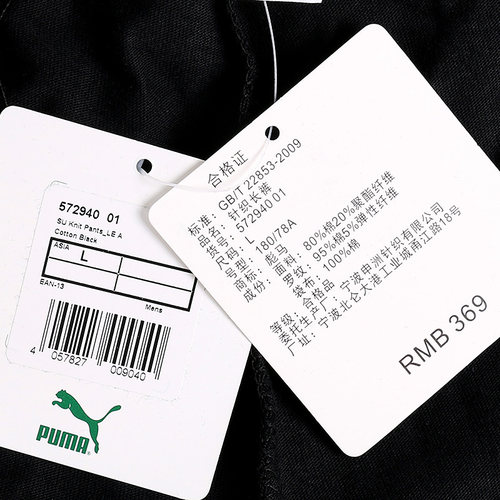 572940 01
SU Knit Pants_LE A
Cotton Black
ASIA
L
EAN-13
Mens
4 057827 009040
PUMA
合格证
标准: GB/T 22853-2009
品名: 针织长裤
货号: 572940 01
尺码: L
号型: 180/78A
商标: 彪马
成份: 面料: 80%棉20%聚酯纤维
罗纹: 95%棉5%弹性纤维
袋布: 100%棉
等级: 合格品
委托生产厂: 宁波申洲针织有限公司
厂址: 宁波北仑大港工业城甬江路18号
RMB 369